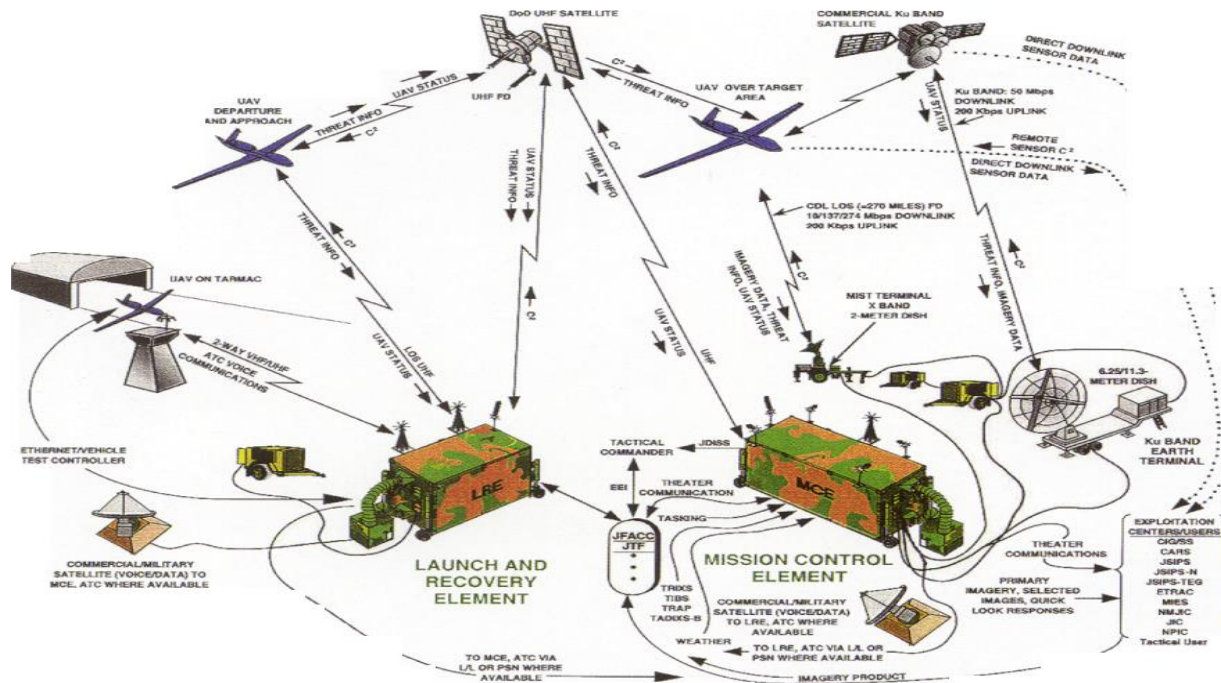 DoD UHF SATELLITE
COMMERCIAL Ku BAND
SATELLITE
DIRECT DOWNLINK
SENSOR DATA
UHF FD
UAV STATUS
THREAT INFO
C²
C²
THREAT INFO
UAV
DEPARTURE
AND APPROACH
UAV OVER TARGET
AREA
UAV STATUS
Ku BAND: 50 Mbps
DOWNLINK
200 Kbps UPLINK
REMOTE
SENSOR C²
DIRECT DOWNLINK
SENSOR DATA
UAV STATUS
THREAT INFO
C²
THREAT INFO
CDL LOS (=270 MILES) FD
10/137/274 Mbps DOWNLINK
200 Kbps UPLINK
C²
THREAT INFO
UAV ON TARMAC
C²
IMAGERY DATA, THREAT
INFO, UAV STATUS
C²
THREAT INFO, IMAGERY DATA
MIST TERMINAL
X BAND
2-METER DISH
2-WAY VHF/UHF
ATC VOICE
COMMUNICATIONS
LOS UHF
UAV STATUS
UHF
UAV STATUS
6.25/11.3-
METER DISH
ETHERNET/VEHICLE
TEST CONTROLLER
TACTICAL
COMMANDER
JDISS
Ku BAND
EARTH
TERMINAL
LRE
EEI
THEATER
COMMUNICATION
MCE
TASKING
JFACC
JTF
COMMERCIAL/MILITARY
SATELLITE (VOICE/DATA) TO
MCE, ATC WHERE AVAILABLE
LAUNCH AND
RECOVERY
ELEMENT
MISSION CONTROL
ELEMENT
TRIXS
TIBS
TRAP
TADIXS-B
COMMERCIAL/MILITARY
SATELLITE (VOICE/DATA)
TO LRE, ATC WHERE
AVAILABLE
WEATHER
THEATER
COMMUNICATIONS
PRIMARY
IMAGERY, SELECTED
IMAGES, QUICK
LOOK RESPONSES
EXPLOITATION
CENTERS/USERS
CIG/SS
CARS
JSIPS
JSIPS-N
JSIPS-TEG
ETRAC
MIES
NMJIC
JIC
NPIC
Tactical User
TO MCE, ATC VIA
L/L OR PSN WHERE
AVAILABLE
TO LRE, ATC VIA L/L OR
PSN WHERE AVAILABLE
IMAGERY PRODUCT